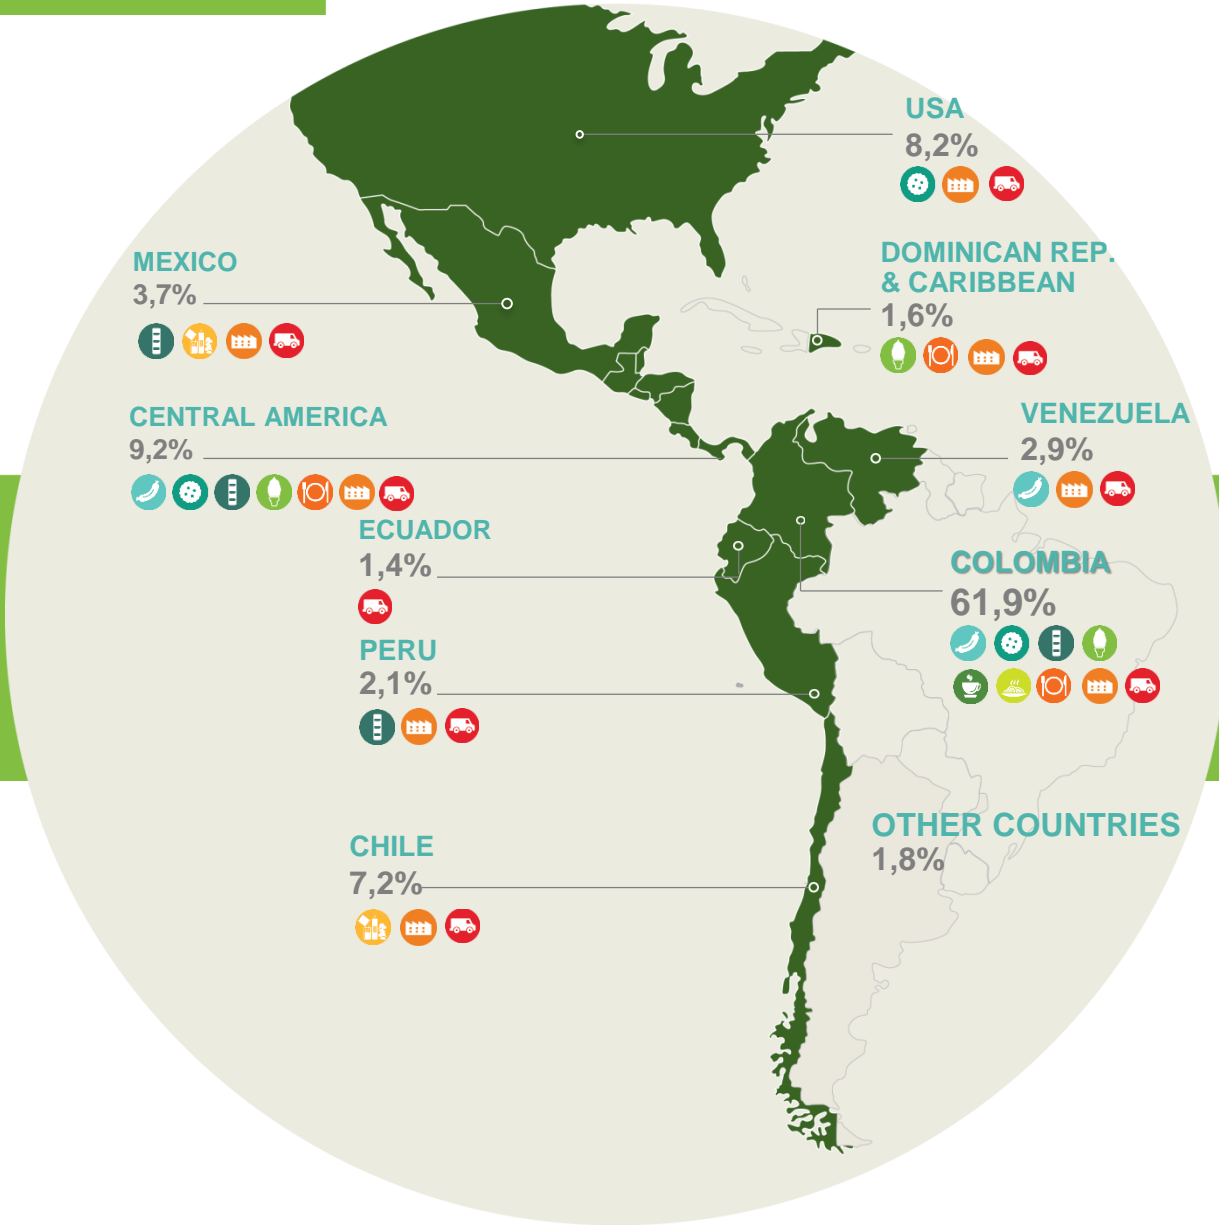 USA
8,2%
MEXICO
3,7%
DOMINICAN REP.
& CARIBBEAN
1,6%
CENTRAL AMERICA
9,2%
VENEZUELA
2,9%
ECUADOR
1,4%
COLOMBIA
61,9%
PERU
2,1%
OTHER COUNTRIES
1,8%
CHILE
7,2%